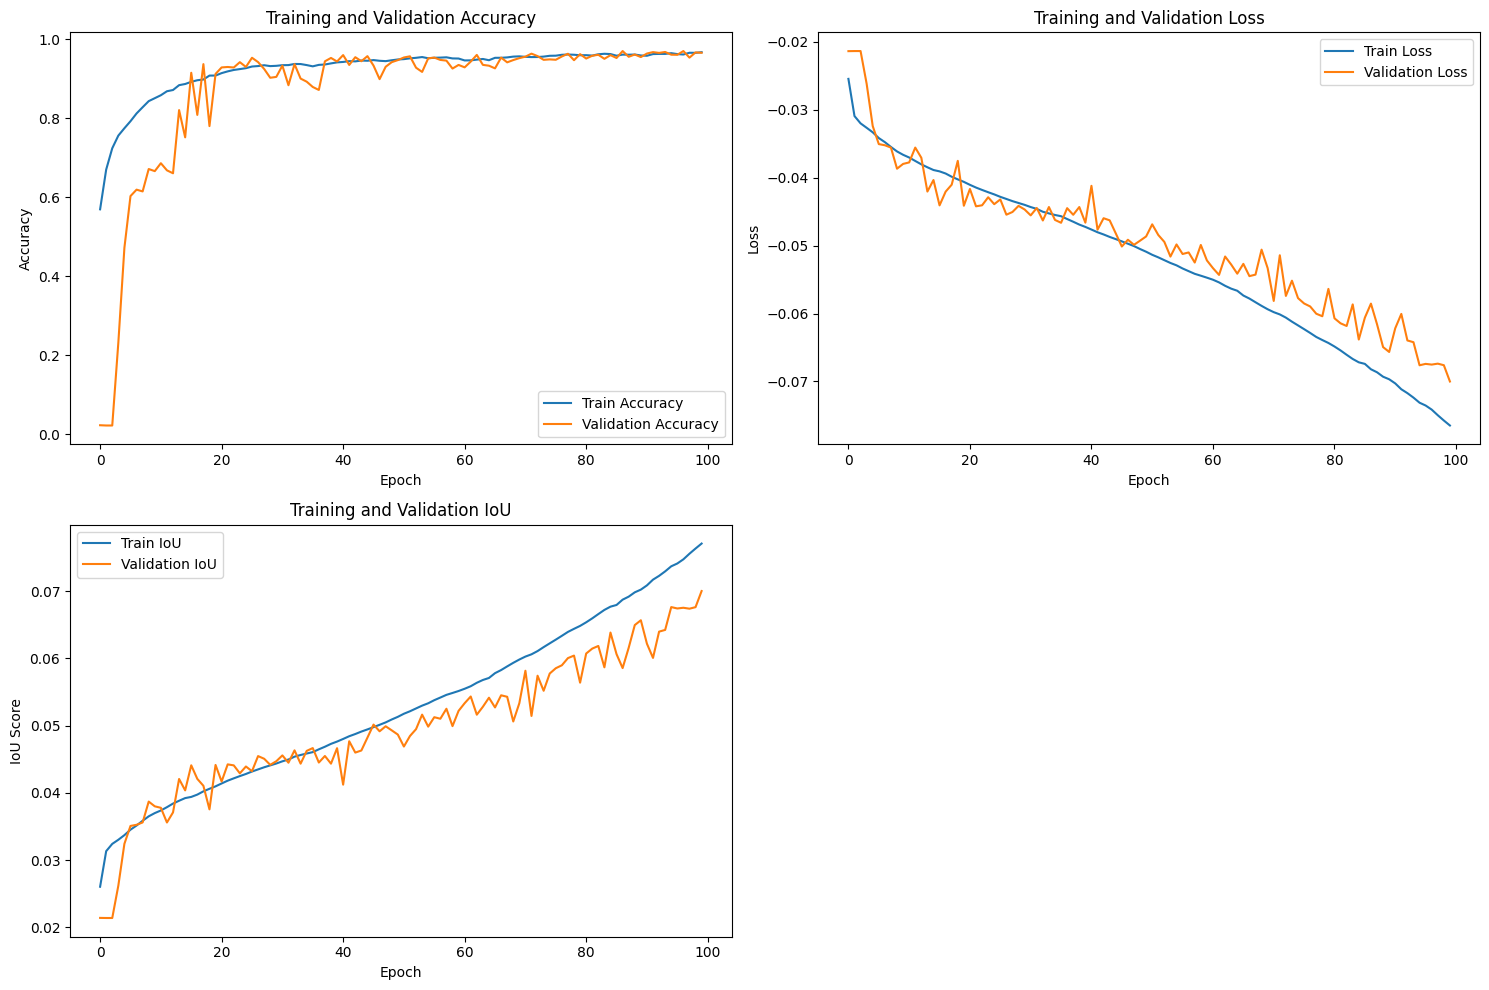 Training and Validation Accuracy
1.0
0.8
0.6
0.4
0.2
0.0
Accuracy
Train Accuracy
Validation Accuracy
0 20 40 60 80 100
Epoch
Training and Validation Loss
−0.02
−0.03
−0.04
−0.05
−0.06
−0.07
Loss
Train Loss
Validation Loss
0 20 40 60 80 100
Epoch
Training and Validation IoU
Train IoU
Validation IoU
0.07
0.06
0.05
0.04
0.03
0.02
IoU Score
0 20 40 60 80 100
Epoch